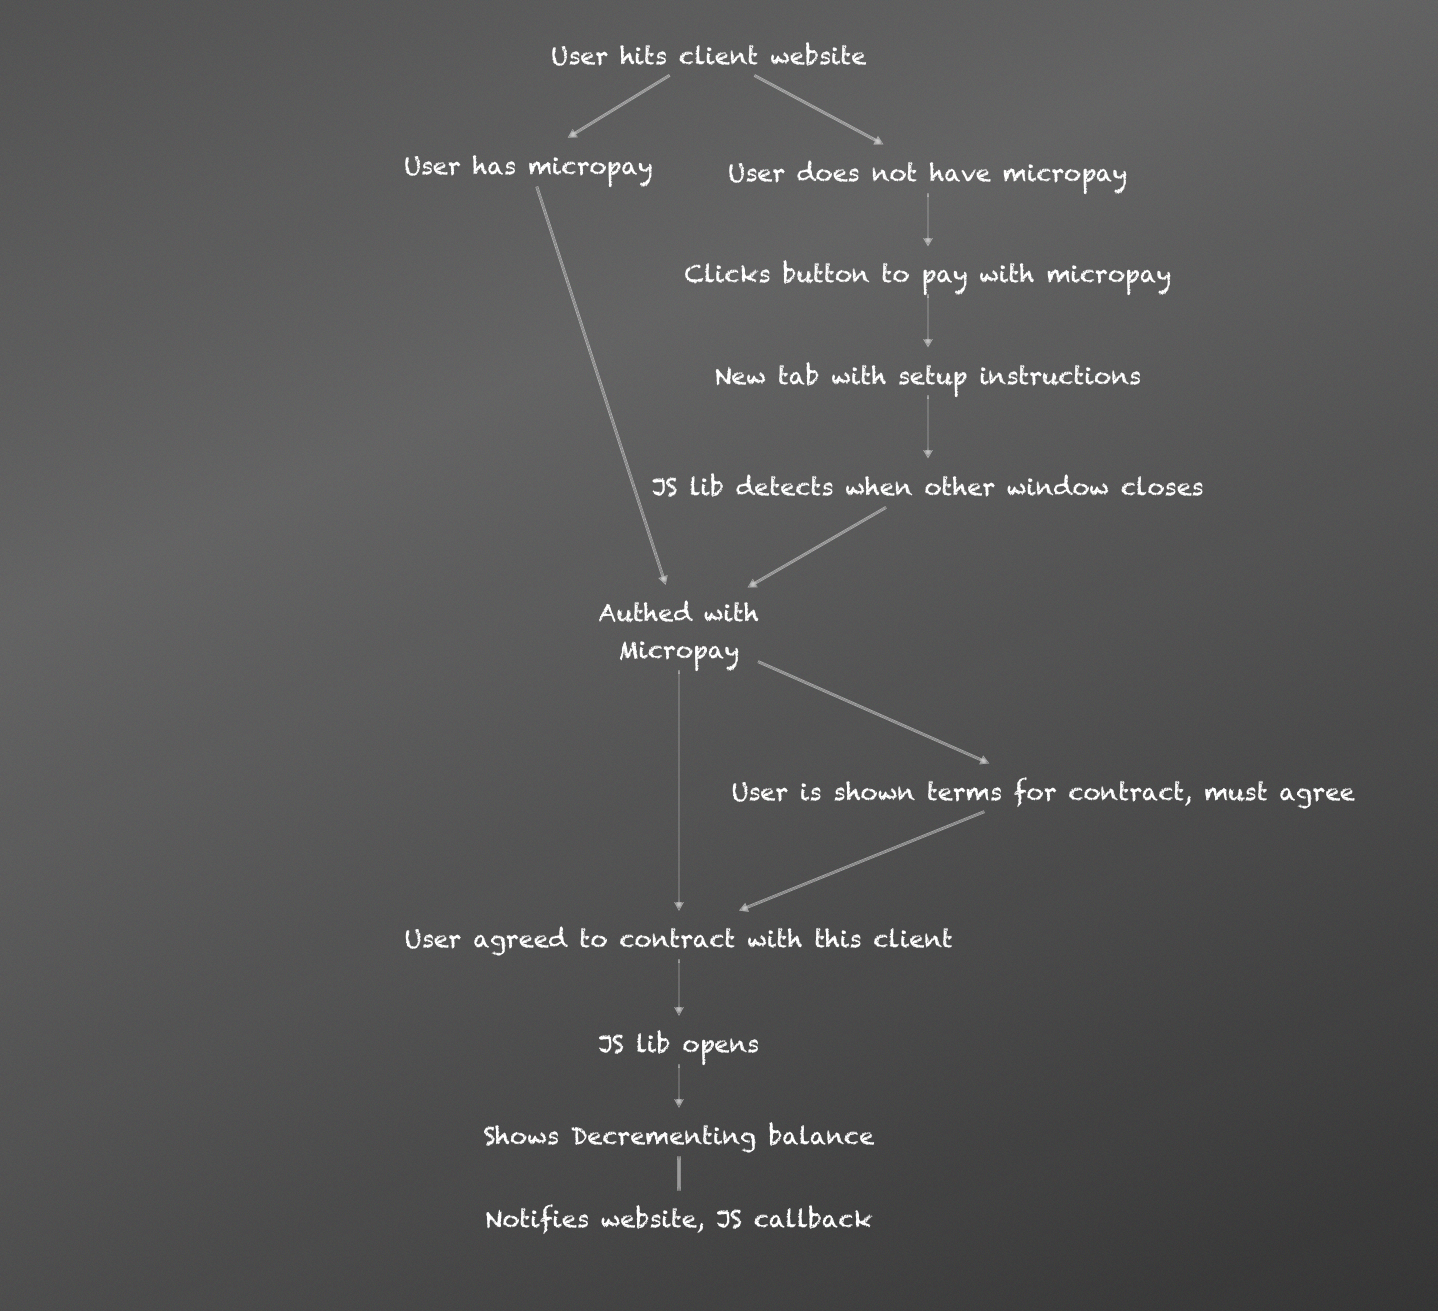 User hits client website
User has micropay
User does not have micropay
Clicks button to pay with micropay
New tab with setup instructions
JS lib detects when other window closes
Authed with
Micropay
User is shown terms for contract, must agree
User agreed to contract with this client
JS lib opens
Shows Decrementing balance
Notifies website, JS callback